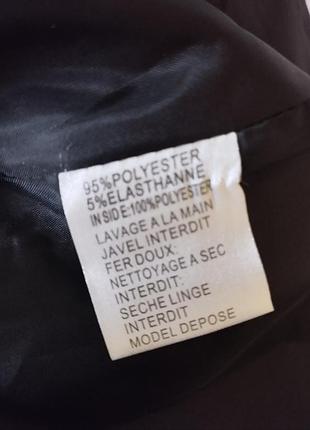 95%POLYESTER
5%ELASTHANNE
INSIDE:100%POLYESTER
LAVAGE A LA MAIN
JAVEL INTERDIT
FER DOUX:
NETTOYAGE A SEC
INTERDIT:
SECHE LINGE
INTERDIT
MODEL DEPOSE